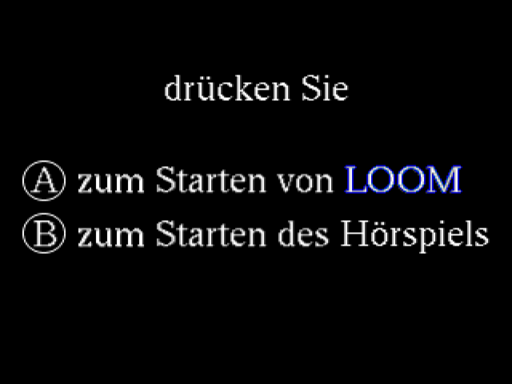 drücken Sie
Ⓐ zum Starten von LOOM
Ⓑ zum Starten des Hörspiels